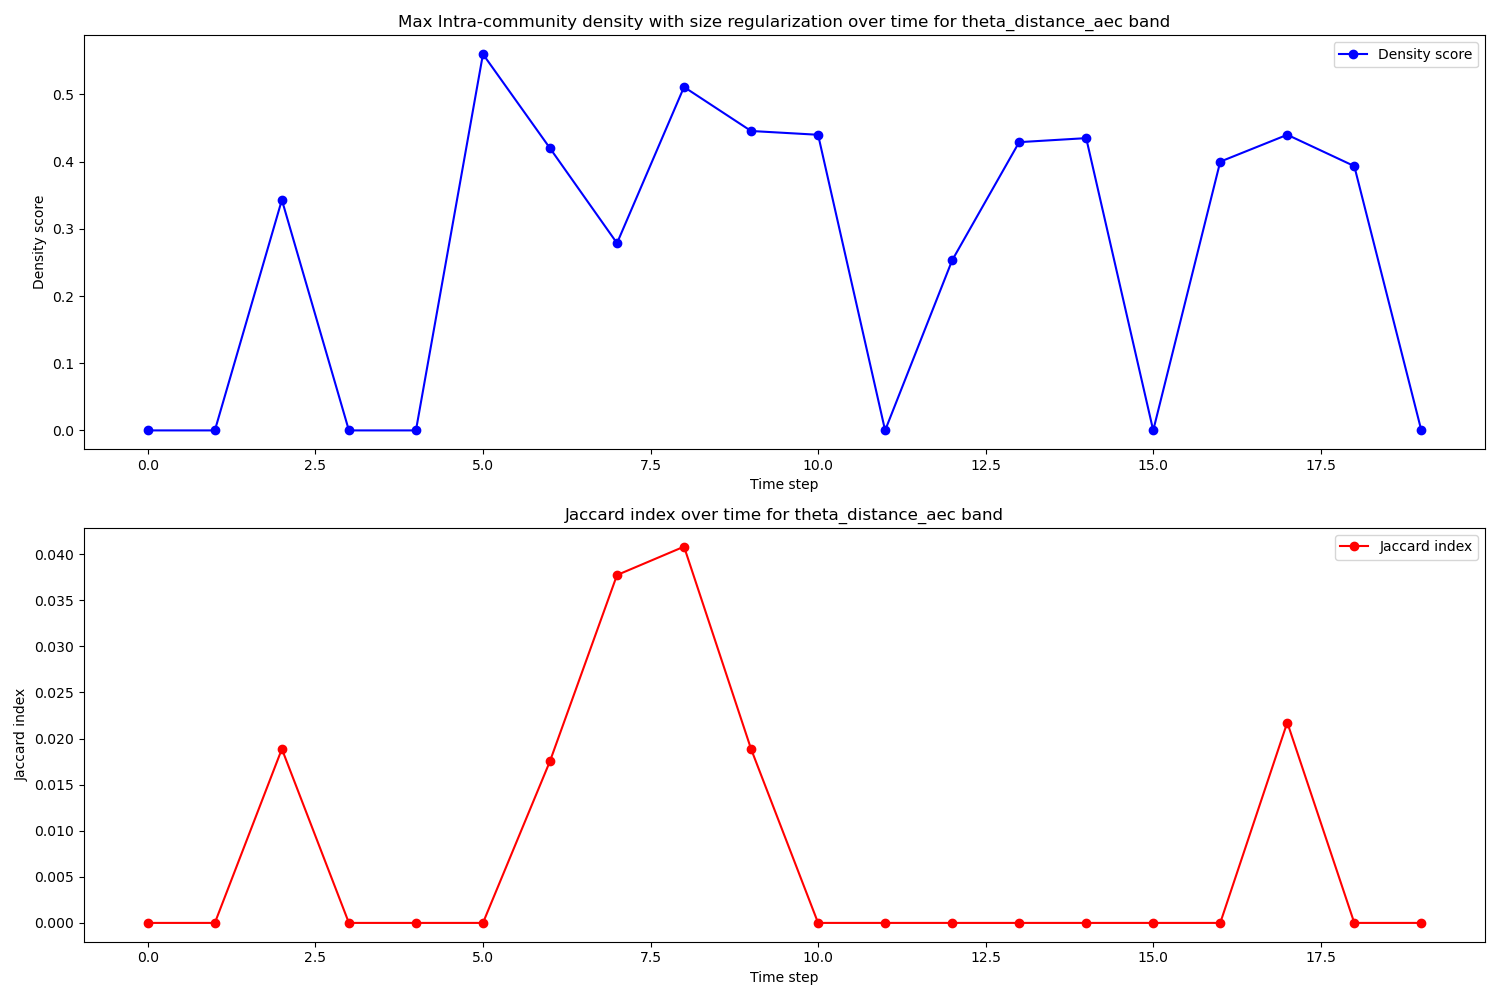 Max Intra-community density with size regularization over time for theta_distance_aec band
Density score
Density score
0.5
0.4
0.3
0.2
0.1
0.0
0.0 2.5 5.0 7.5 10.0 12.5 15.0 17.5
Time step
Jaccard index over time for theta_distance_aec band
Jaccard index
Jaccard index
0.040
0.035
0.030
0.025
0.020
0.015
0.010
0.005
0.000
0.0 2.5 5.0 7.5 10.0 12.5 15.0 17.5
Time step